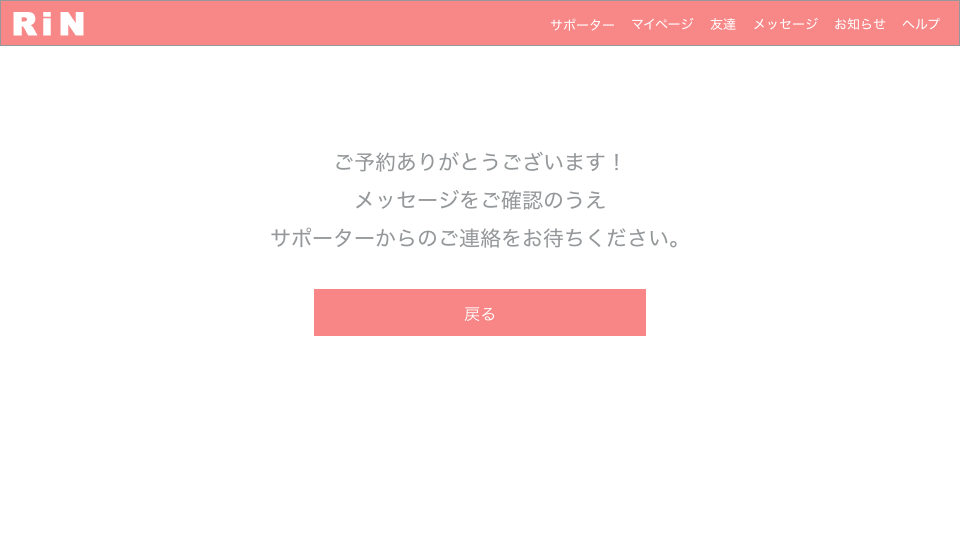 RiN
サポーター マイページ 友達 メッセージ お知らせ ヘルプ
ご予約ありがとうございます！
メッセージをご確認のうえ
サポーターからのご連絡をお待ちください。
戻る